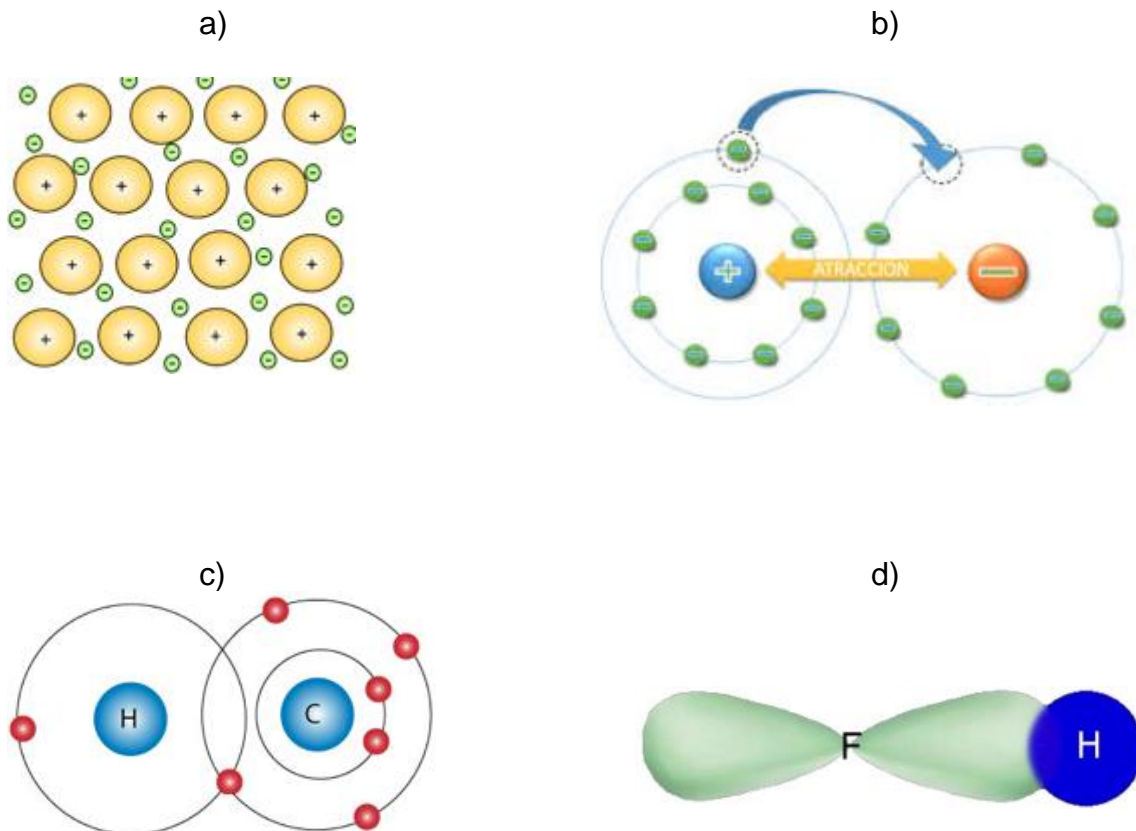 a)
b)
+ + + +
+ + + +
+ + + +
+ + + +
+ ATRACCION −
c)
d)
H C
F H